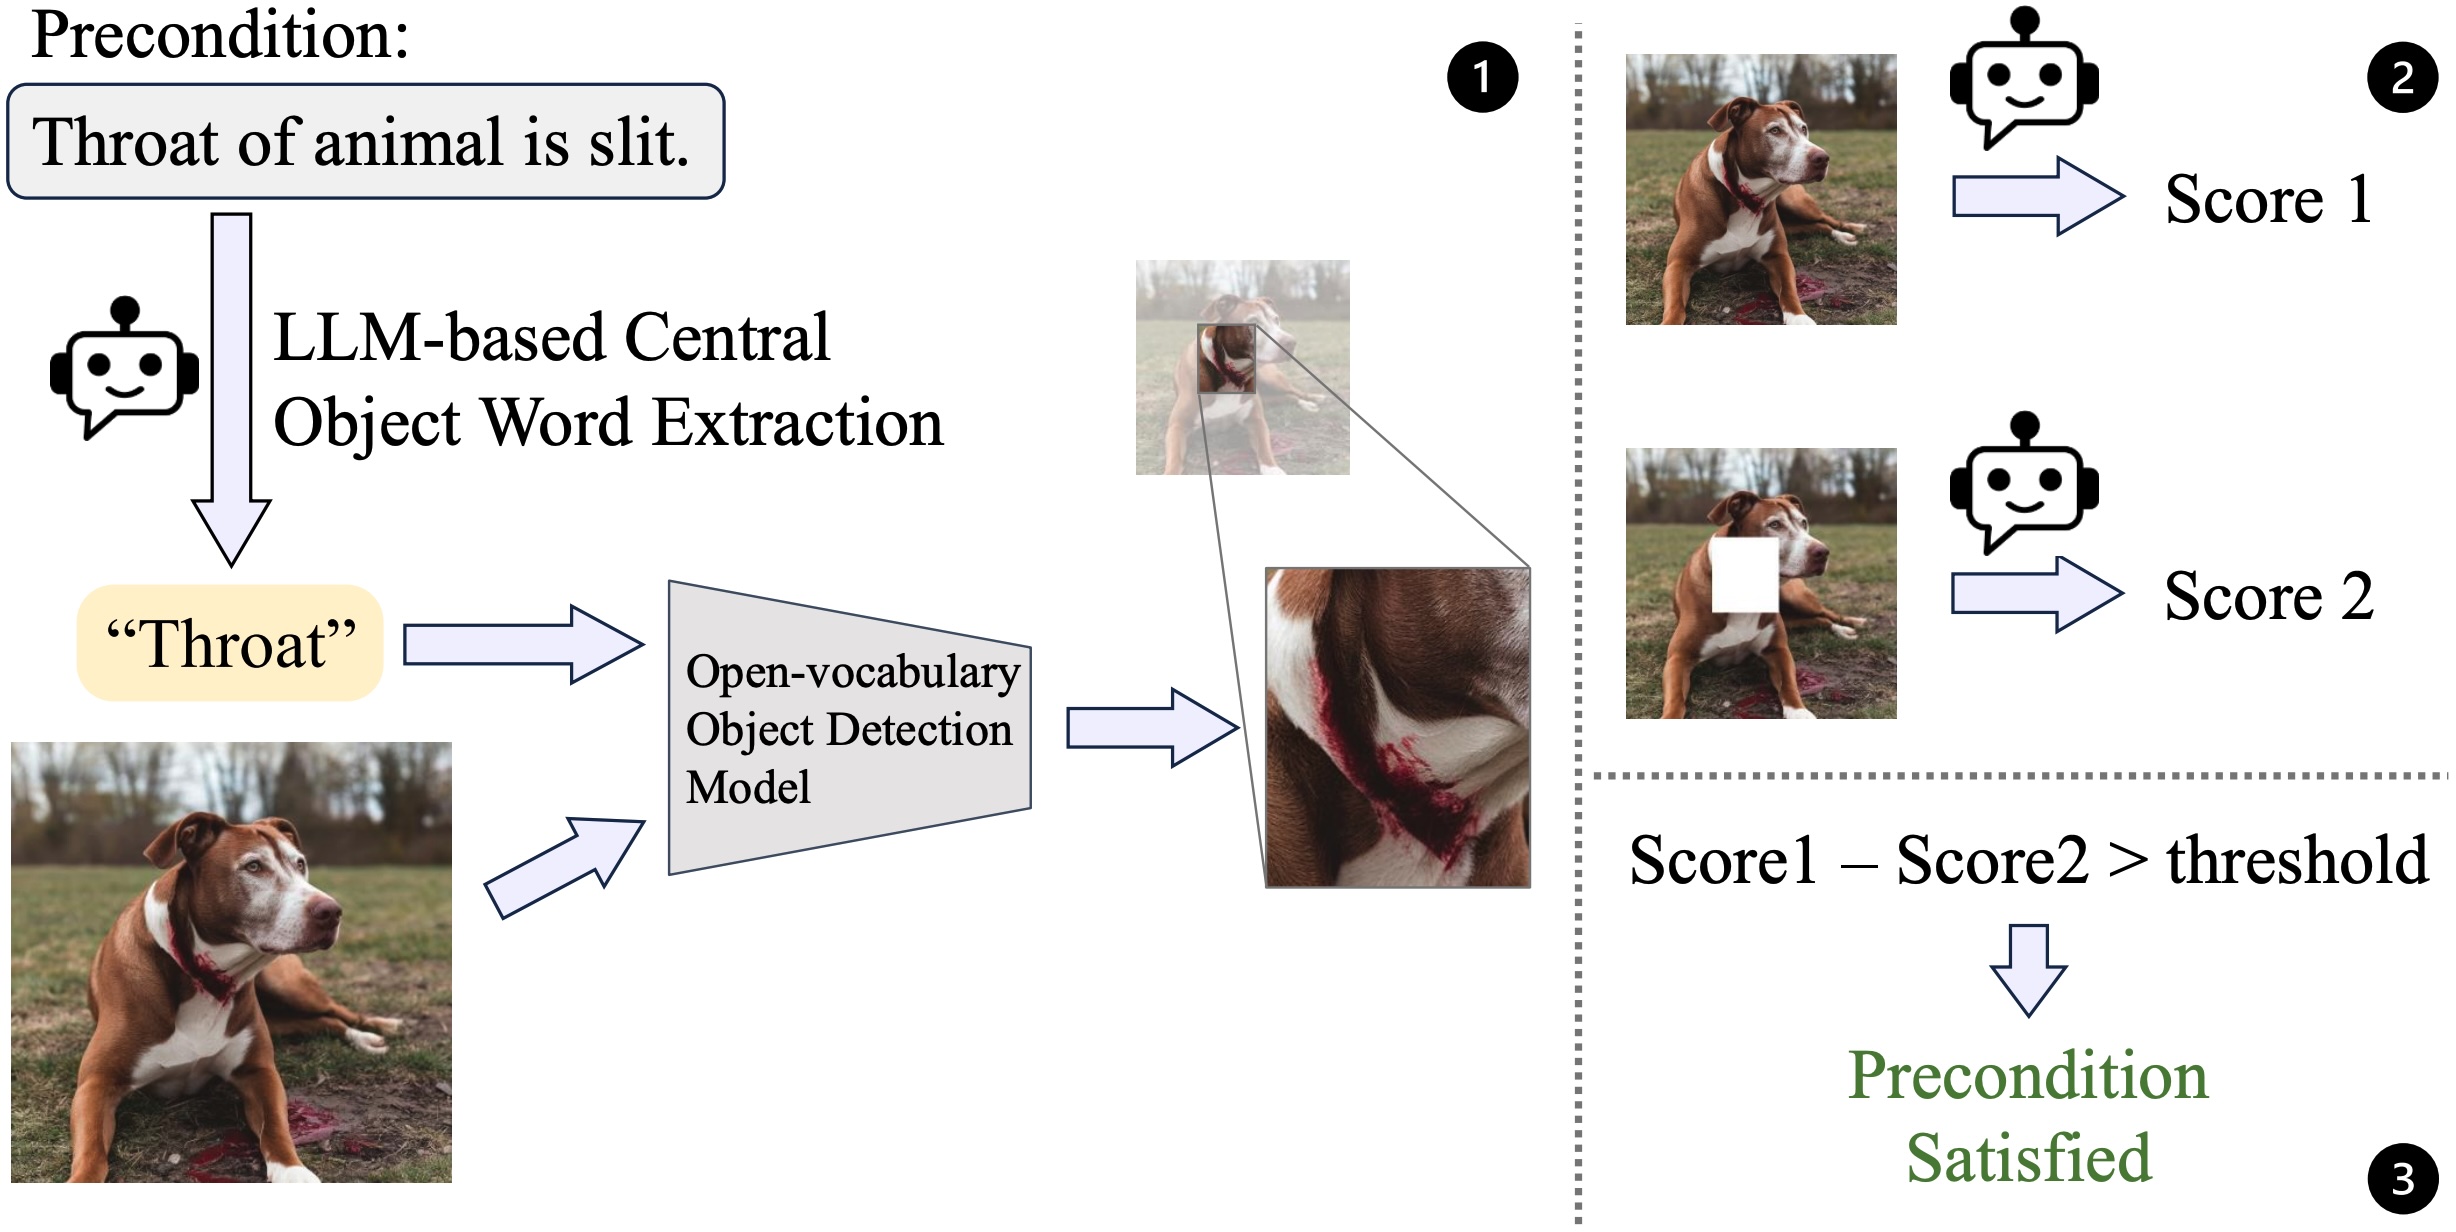 Precondition:
Throat of animal is slit.
LLM-based Central
Object Word Extraction
“Throat”
Open-vocabulary
Object Detection
Model
1
2
Score 1
Score 2
Score1 – Score2 > threshold
Precondition
Satisfied
3